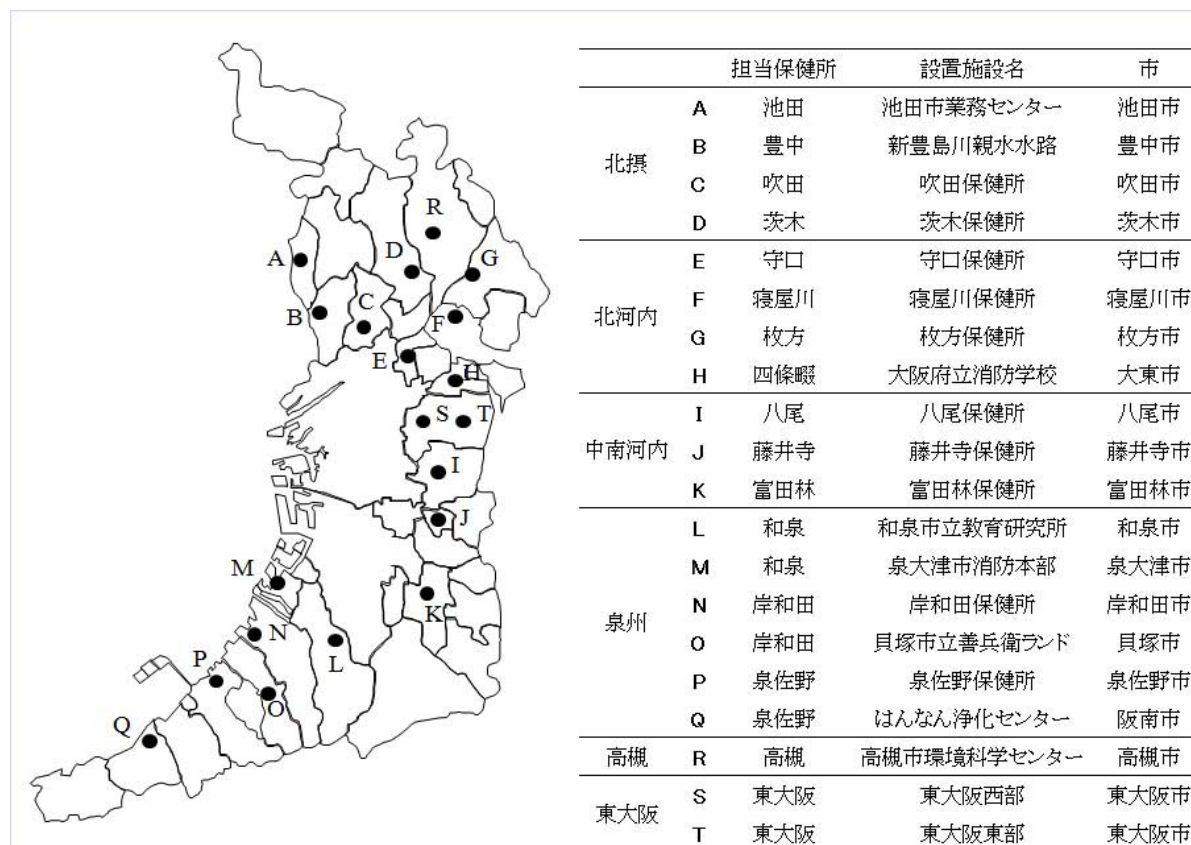 R
A
D
G
C
B
F
E
H
S
T
I
J
M
K
N
L
P
O
Q
担当保健所 設置施設名 市
北摂
A 池田 池田市業務センター 池田市
B 豊中 新豊島川親水水路 豊中市
C 吹田 吹田保健所 吹田市
D 茨木 茨木保健所 茨木市
北河内
E 守口 守口保健所 守口市
F 寝屋川 寝屋川保健所 寝屋川市
G 枚方 枚方保健所 枚方市
H 四條畷 大阪府立消防学校 大東市
中南河内
I 八尾 八尾保健所 八尾市
J 藤井寺 藤井寺保健所 藤井寺市
K 富田林 富田林保健所 富田林市
泉州
L 和泉 和泉市立教育研究所 和泉市
M 和泉 泉大津市消防本部 泉大津市
N 岸和田 岸和田保健所 岸和田市
O 岸和田 貝塚市立善兵衛ランド 貝塚市
P 泉佐野 泉佐野保健所 泉佐野市
Q 泉佐野 はんなん浄化センター 阪南市
高槻 R 高槻 高槻市環境科学センター 高槻市
東大阪
S 東大阪 東大阪西部 東大阪市
T 東大阪 東大阪東部 東大阪市